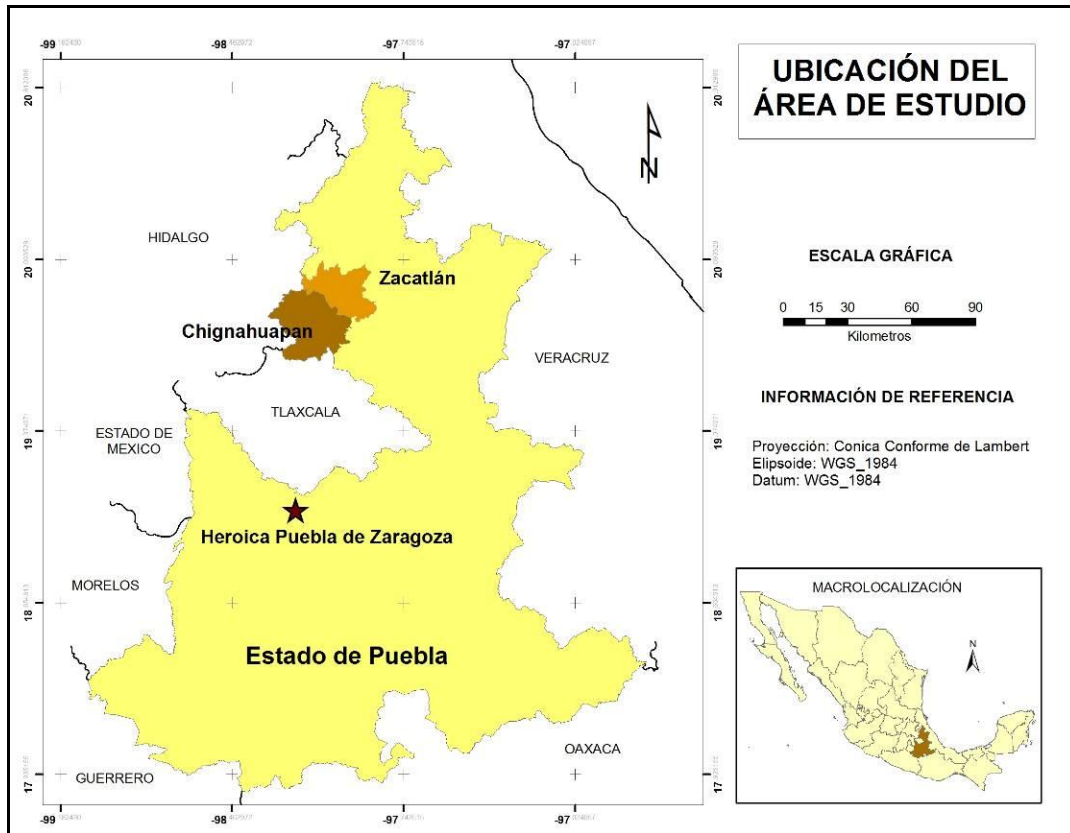 -99
-98
-97
-97
UBICACIÓN DEL
ÁREA DE ESTUDIO
20
20
N
HIDALGO
20
20
ESCALA GRÁFICA
Zacatlán
0 15 30 60 90
Kilometros
Chignahuapan
VERACRUZ
INFORMACIÓN DE REFERENCIA
TLAXCALA
ESTADO DE
MEXICO
19
19
Proyección: Conica Conforme de Lambert
Elipsoide: WGS_1984
Datum: WGS_1984
Heroica Puebla de Zaragoza
MORELOS
MACROLOCALIZACIÓN
18
18
N
Estado de Puebla
OAXACA
GUERRERO
17
17
-99
-98
-97
-97